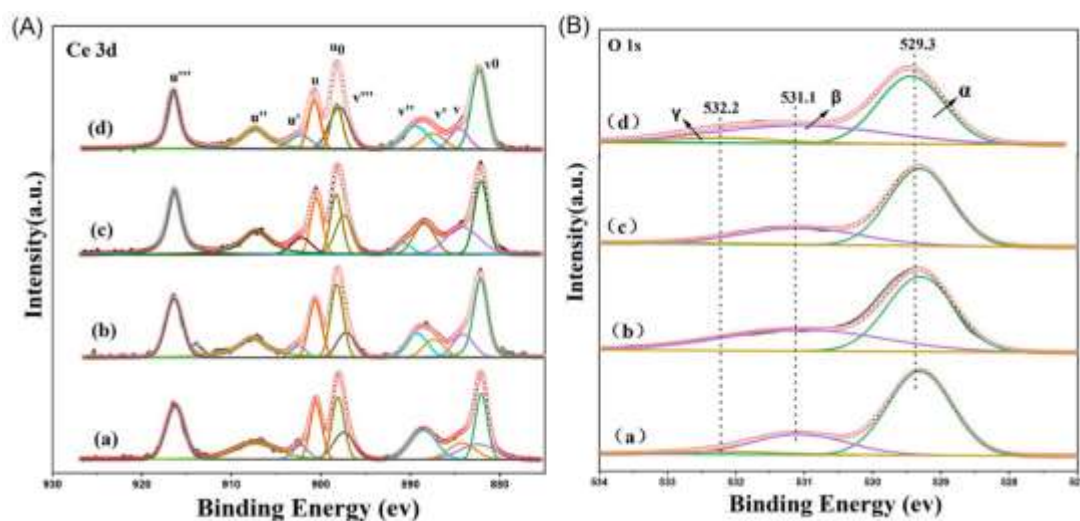 (A)
Ce 3d
u'''
u''
u'
u
u0
v'''
v''
v'
v
v0
(d)
(c)
(b)
(a)
Intensity(a.u.)
930
920
910
900
890
880
Binding Energy (ev)
(B)
O 1s
532.2
531.1
529.3
γ
β
α
(d)
(c)
(b)
(a)
Intensity(a.u.)
534
533
532
531
530
529
528
Binding Energy (ev)